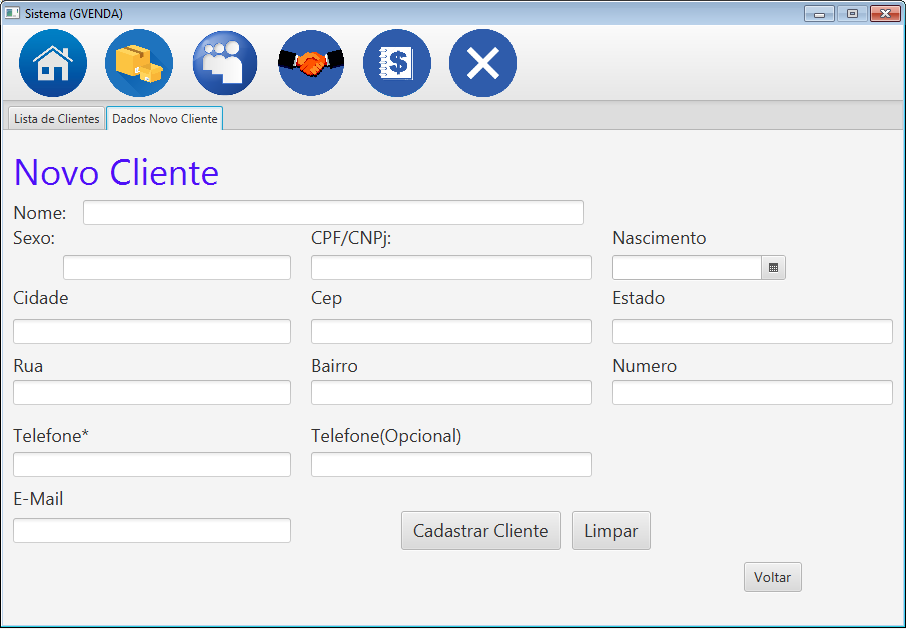 Sistema (GVENDA)
Lista de Clientes Dados Novo Cliente
Novo Cliente
Nome:
Sexo: CPF/CNPj: Nascimento
Cidade Cep Estado
Rua Bairro Numero
Telefone* Telefone(Opcional)
E-Mail
Cadastrar Cliente Limpar
Voltar